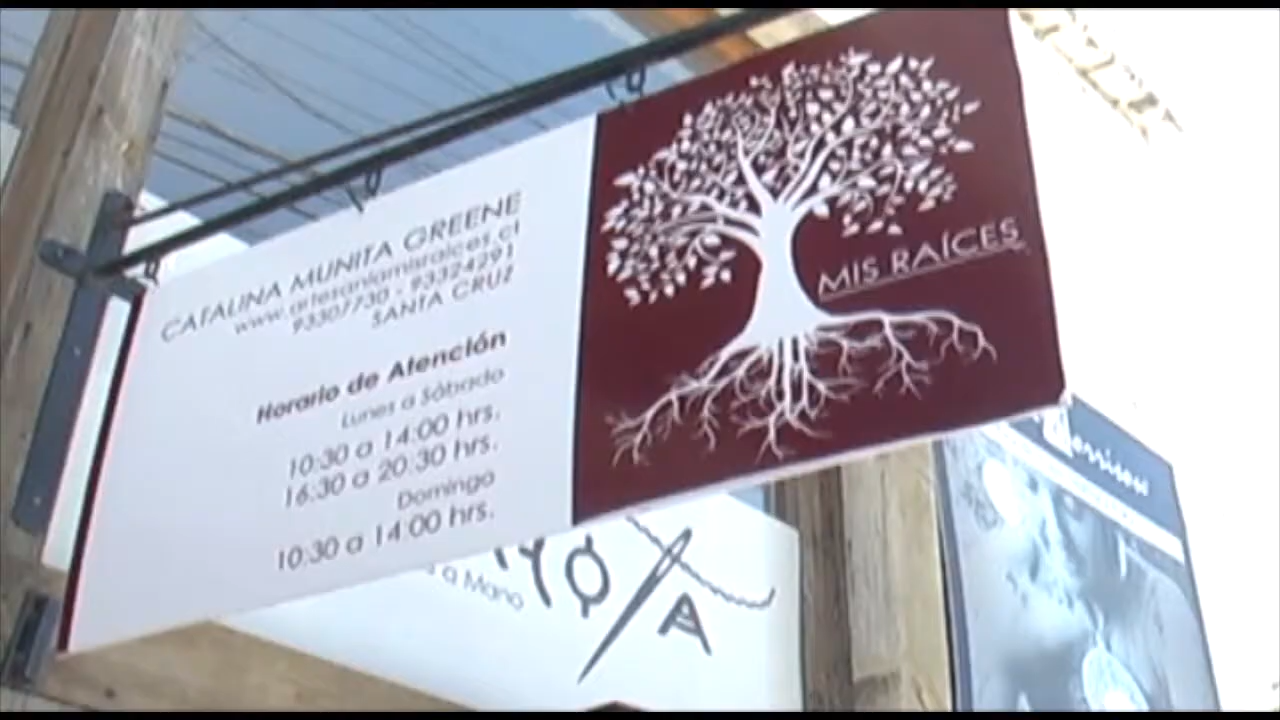 CATALINA MUNITA GREENE
www.artesaniamisraices.cl
93307730 - 93324291
SANTA CRUZ
Horario de Atención
Lunes a Sábado
10:30 a 14:00 hrs.
16:30 a 20:30 hrs.
Domingo
10:30 a 14:00 hrs.
MIS RAÍCES
a Mano